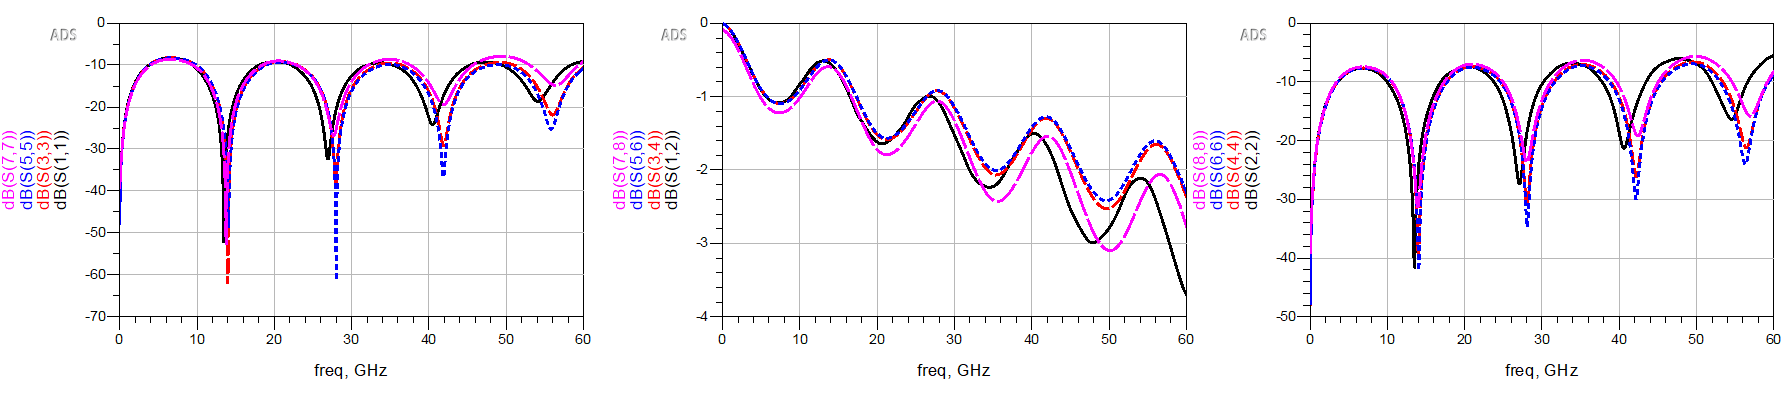 ADS
0
-10
-20
-30
-40
-50
-60
-70
dB(S(7,7))
dB(S(5,5))
dB(S(3,3))
dB(S(1,1))
0 10 20 30 40 50 60
freq, GHz
ADS
0
-1
-2
-3
-4
dB(S(7,8))
dB(S(5,6))
dB(S(3,4))
dB(S(1,2))
0 10 20 30 40 50 60
freq, GHz
ADS
0
-10
-20
-30
-40
-50
dB(S(8,8))
dB(S(6,6))
dB(S(4,4))
dB(S(2,2))
0 10 20 30 40 50 60
freq, GHz